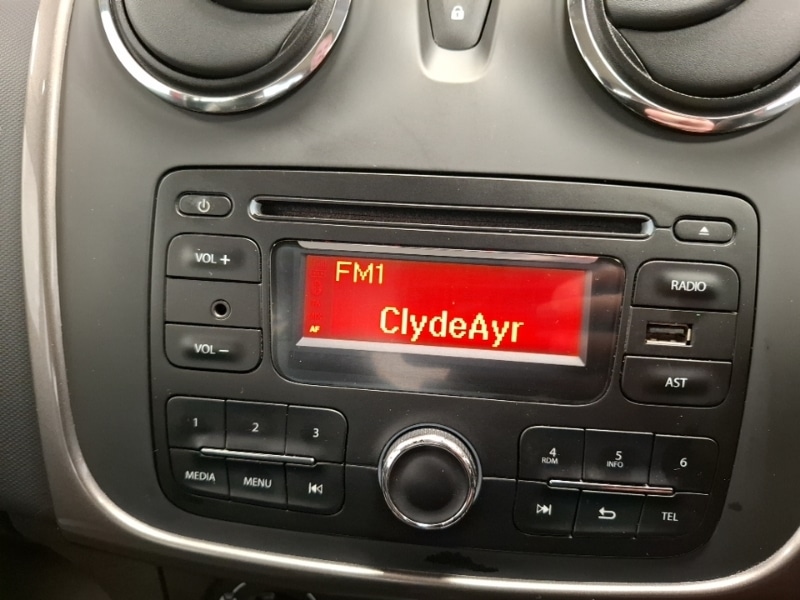 FM1
AF
ClydeAyr
VOL +
VOL –
RADIO
AST
1 2 3
MEDIA MENU
4 5 6
RDM INFO
TEL